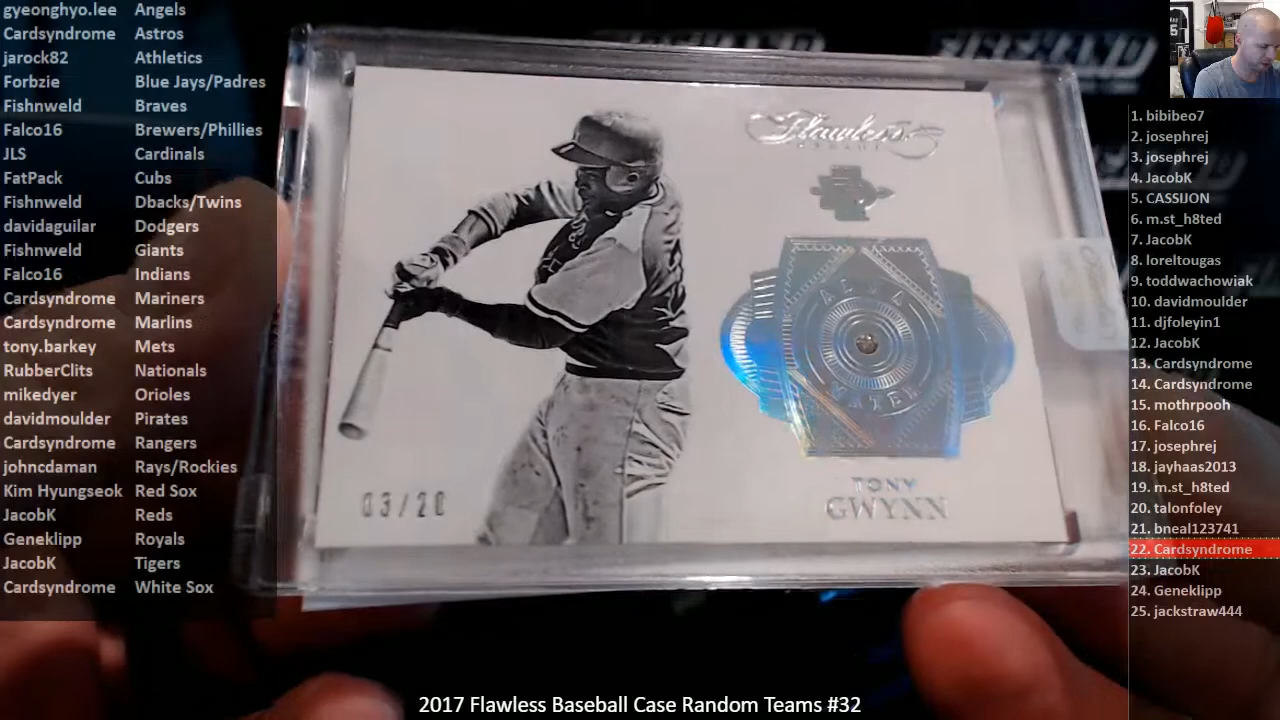 gyeonghyo.lee Angels
Cardsyndrome Astros
jarock82 Athletics
Forbzie Blue Jays/Padres
Fishnweld Braves
Falco16 Brewers/Phillies
JLS Cardinals
FatPack Cubs
Fishnweld Dbacks/Twins
davidaguilar Dodgers
Fishnweld Giants
Falco16 Indians
Cardsyndrome Mariners
Cardsyndrome Marlins
tony.barkey Mets
RubberClits Nationals
mikedyer Orioles
davidmoulder Pirates
Cardsyndrome Rangers
johncdaman Rays/Rockies
Kim Hyungseok Red Sox
JacobK Reds
Geneklipp Royals
JacobK Tigers
Cardsyndrome White Sox
Flawless
ALMA
MATER
TONY
GWYNN
03/20
1. bibibeo7
2. josephrej
3. josephrej
4. JacobK
5. CASSIJON
6. m.st_h8ted
7. JacobK
8. loreltougas
9. toddwachowiak
10. davidmoulder
11. djfoleyin1
12. JacobK
13. Cardsyndrome
14. Cardsyndrome
15. mothrpooh
16. Falco16
17. josephrej
18. jayhaas2013
19. m.st_h8ted
20. talonfoley
21. bneal123741
22. Cardsyndrome
23. JacobK
24. Geneklipp
25. jackstraw444
2017 Flawless Baseball Case Random Teams #32